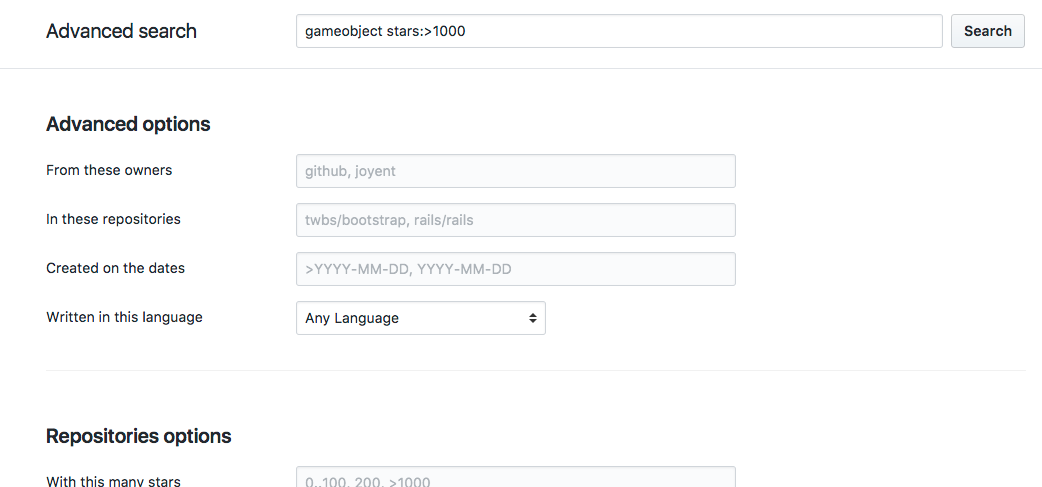 Advanced search
gameobject stars:>1000
Search
Advanced options
From these owners
github, joyent
In these repositories
twbs/bootstrap, rails/rails
Created on the dates
>YYYY-MM-DD, YYYY-MM-DD
Written in this language
Any Language
Repositories options
With this many stars
0..100, 200, >1000